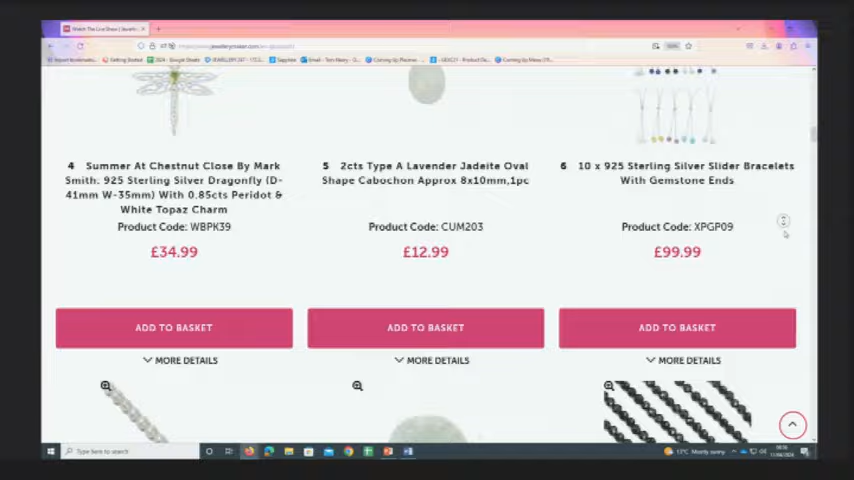 4 Summer At Chestnut Close By Mark
Smith: 925 Sterling Silver Dragonfly (D-
41mm W-35mm) With 0.85cts Peridot &
White Topaz Charm
Product Code: WBPK39
£34.99
ADD TO BASKET
MORE DETAILS
5 2cts Type A Lavender Jadeite Oval
Shape Cabochon Approx 8x10mm,1pc
Product Code: CUM203
£12.99
ADD TO BASKET
MORE DETAILS
6 10 x 925 Sterling Silver Slider Bracelets
With Gemstone Ends
Product Code: XPGP09
£99.99
ADD TO BASKET
MORE DETAILS
Type here to search
17°C Mostly sunny